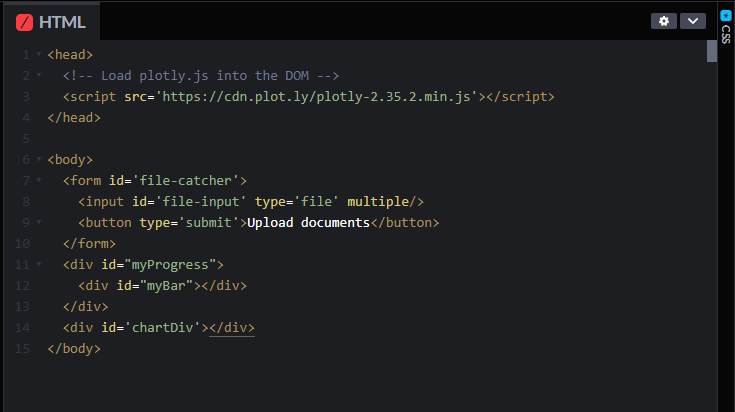 HTML
CSS
1 <head>
2   <!-- Load plotly.js into the DOM -->
3   <script src='https://cdn.plot.ly/plotly-2.35.2.min.js'></script>
4 </head>
5
6 <body>
7   <form id='file-catcher'>
8     <input id='file-input' type='file' multiple/>
9     <button type='submit'>Upload documents</button>
10   </form>
11   <div id="myProgress">
12     <div id="myBar"></div>
13   </div>
14   <div id='chartDiv'></div>
15 </body>